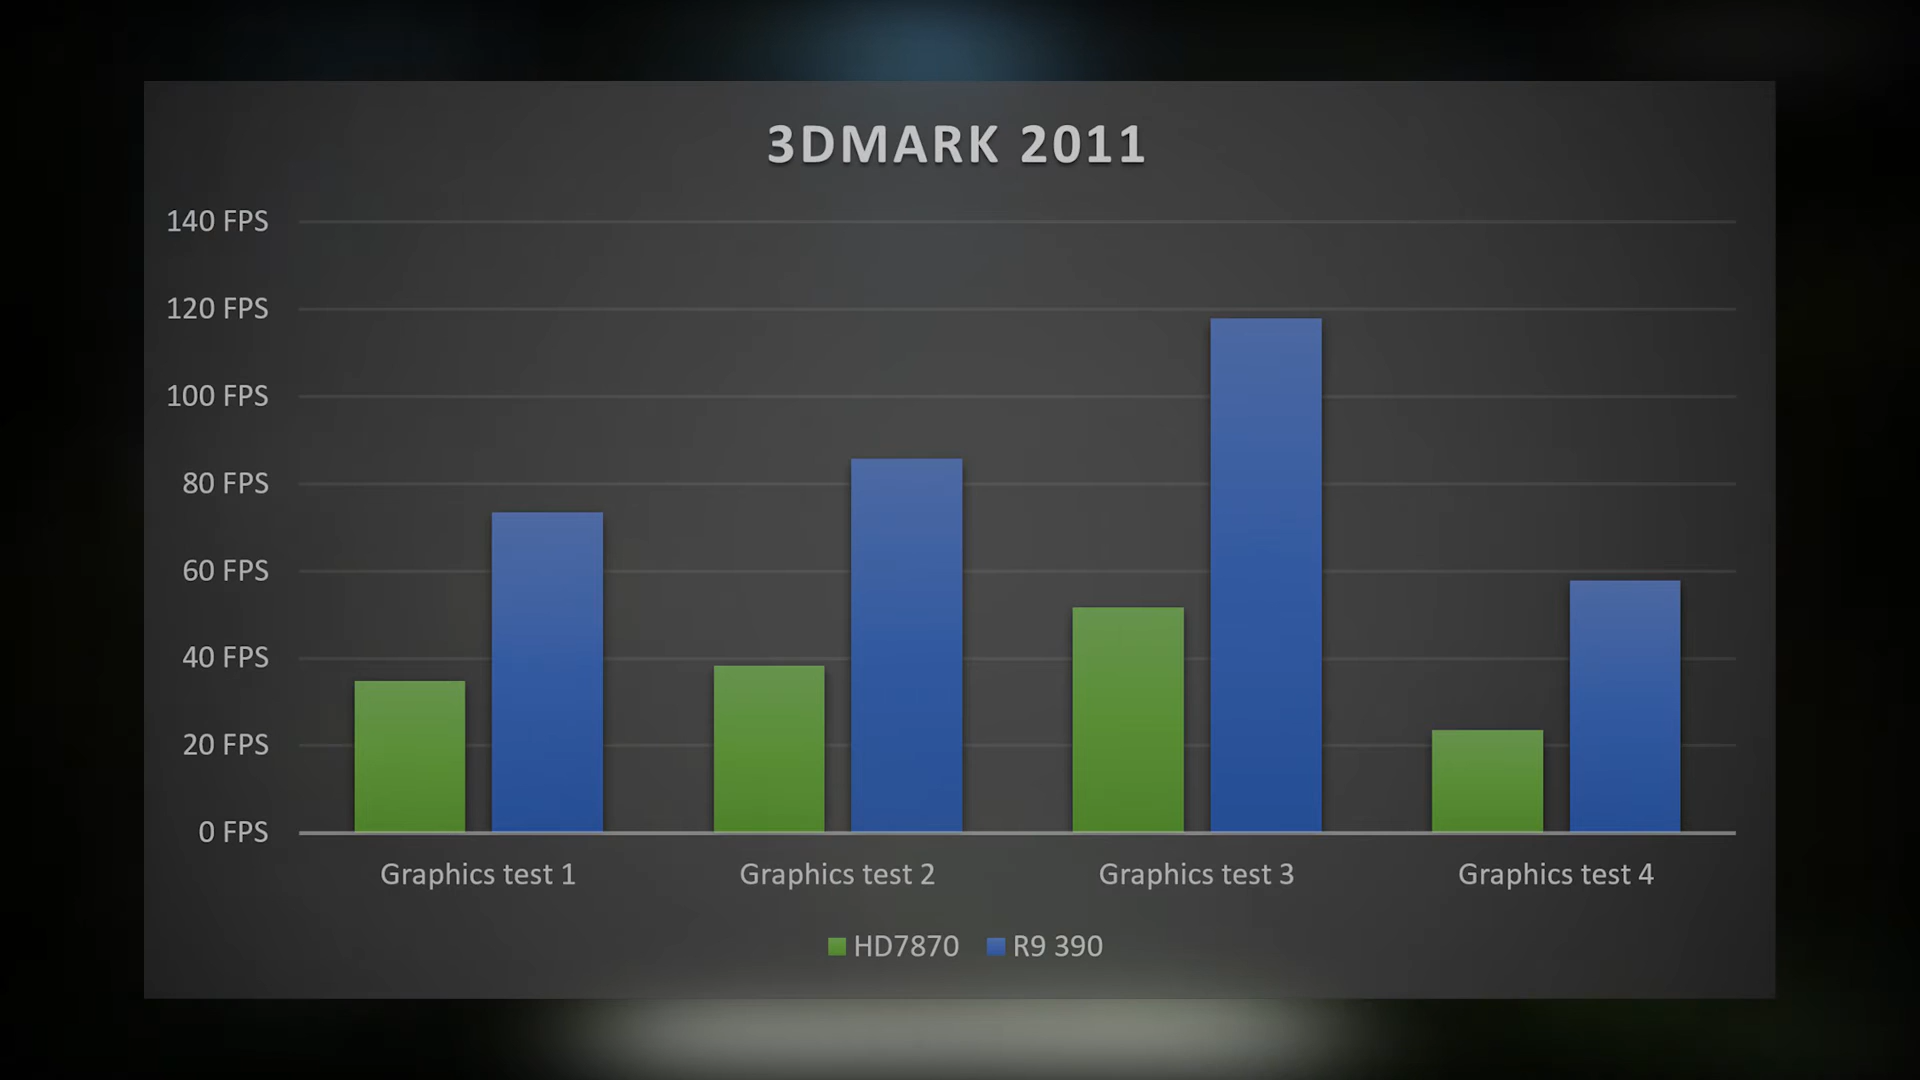 3DMARK 2011
140 FPS
120 FPS
100 FPS
80 FPS
60 FPS
40 FPS
20 FPS
0 FPS
Graphics test 1
Graphics test 2
Graphics test 3
Graphics test 4
HD7870
R9 390